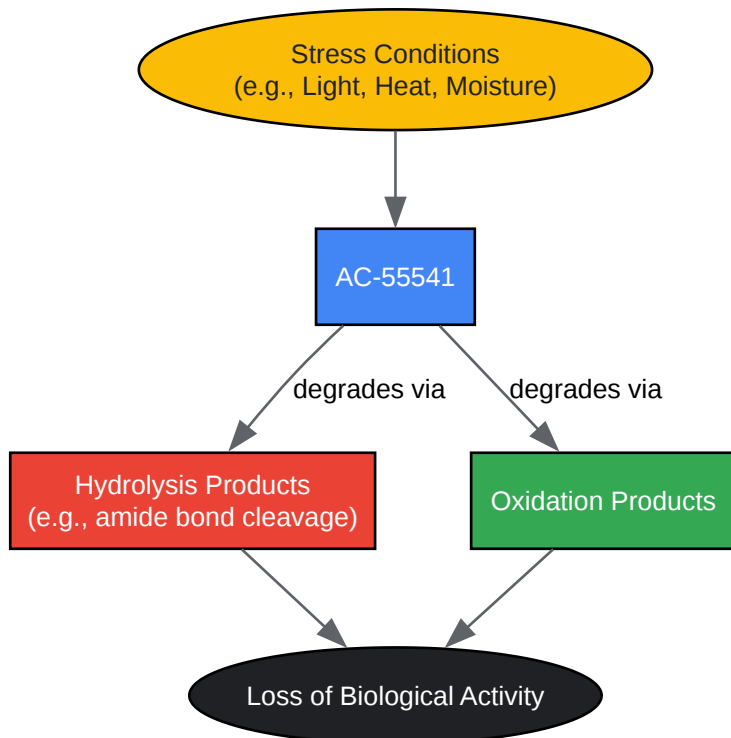 Stress Conditions
(e.g., Light, Heat, Moisture)
AC-55541
degrades via
degrades via
Hydrolysis Products
(e.g., amide bond cleavage)
Oxidation Products
Loss of Biological Activity